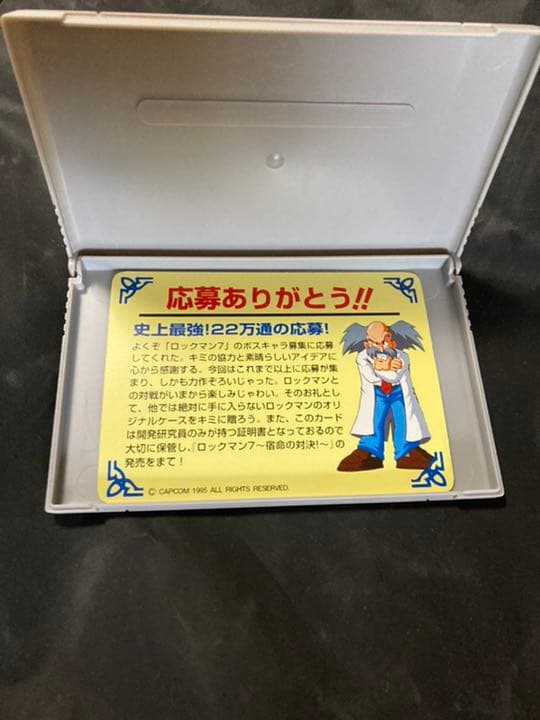 応募ありがとう!!
史上最強!22万通の応募!
よくぞ「ロックマン7」のボスキャラ募集に応募
してくれた。キミの協力と素晴らしいアイデアに
心から感謝する。今回はこれまで以上に応募が集
まり、しかも力作ぞろいじゃった。ロックマンと
の対戦がいまから楽しみじゃわい。そのお礼とし
て、他では絶対に手に入らないロックマンのオリ
ジナルケースをキミに贈ろう。また、このカード
は開発研究員のみが持つ証明書となっておるので
大切に保管し、『ロックマン7〜宿命の対決!〜』の
発売をまて!
© CAPCOM 1995 ALL RIGHTS RESERVED.